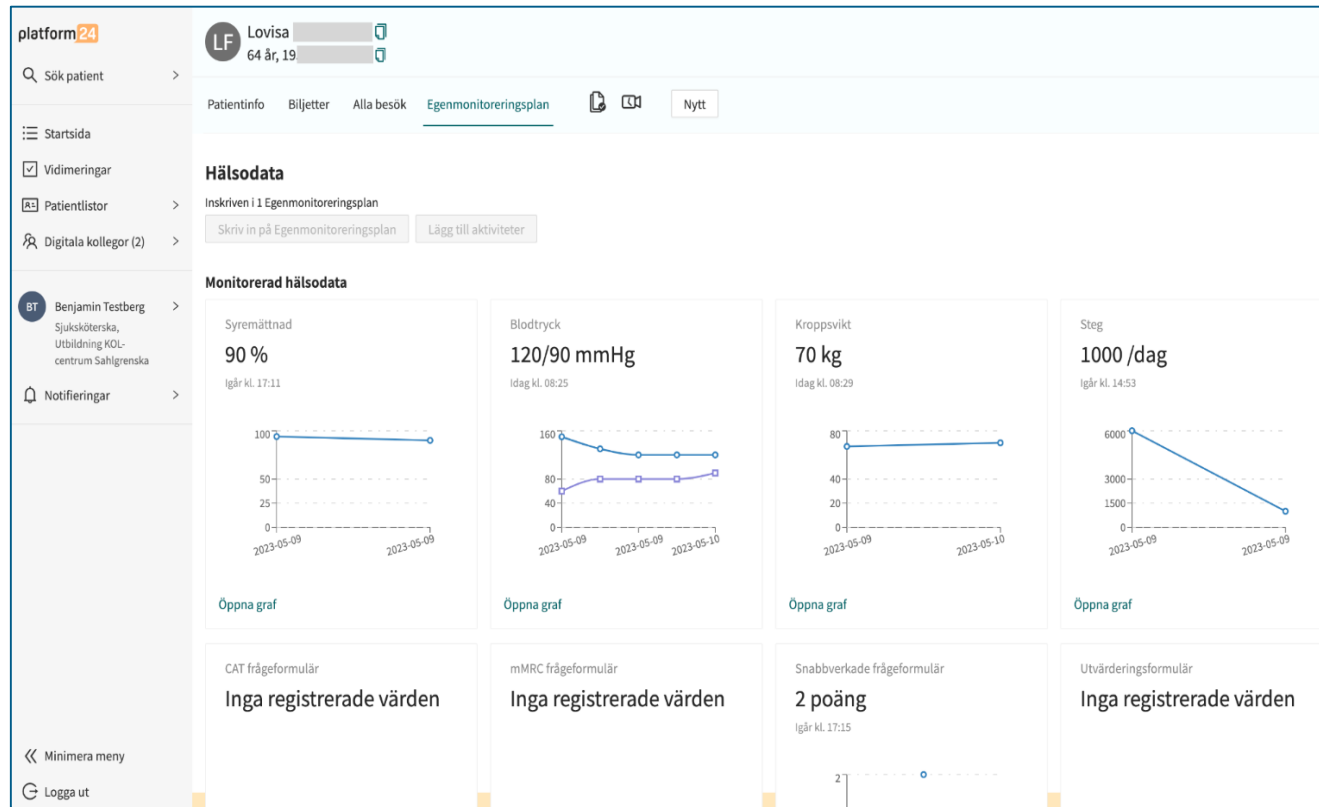 platform24
Sök patient
Startsida
Vidimeringar
Patientlistor
Digitala kollegor (2)
BT
Benjamin Testberg
Sjuksköterska,
Utbildning KOL-
centrum Sahlgrenska
Notifieringar
Minimera meny
Logga ut
LF
Lovisa
64 år, 19
Patientinfo
Biljetter
Alla besök
Egenmonitoreringsplan
Nytt
Hälsodata
Inskriven i 1 Egenmonitoreringsplan
Skriv in på Egenmonitoreringsplan
Lägg till aktiviteter
Monitorerad hälsodata
Syremättnad
90 %
Igår kl. 17:11
100
50
25
0
2023-05-09
2023-05-09
Öppna graf
Blodtryck
120/90 mmHg
Idag kl. 08:25
160
80
40
0
2023-05-09
2023-05-09
2023-05-10
Öppna graf
Kroppsvikt
70 kg
Idag kl. 08:29
80
40
20
0
2023-05-09
2023-05-10
Öppna graf
Steg
1000 /dag
Igår kl. 14:53
6000
3000
1500
0
2023-05-09
2023-05-09
Öppna graf
CAT frågeformulär
Inga registrerade värden
mMRC frågeformulär
Inga registrerade värden
Snabbverkade frågeformulär
2 poäng
Igår kl. 17:15
2
Utvärderingsformulär
Inga registrerade värden